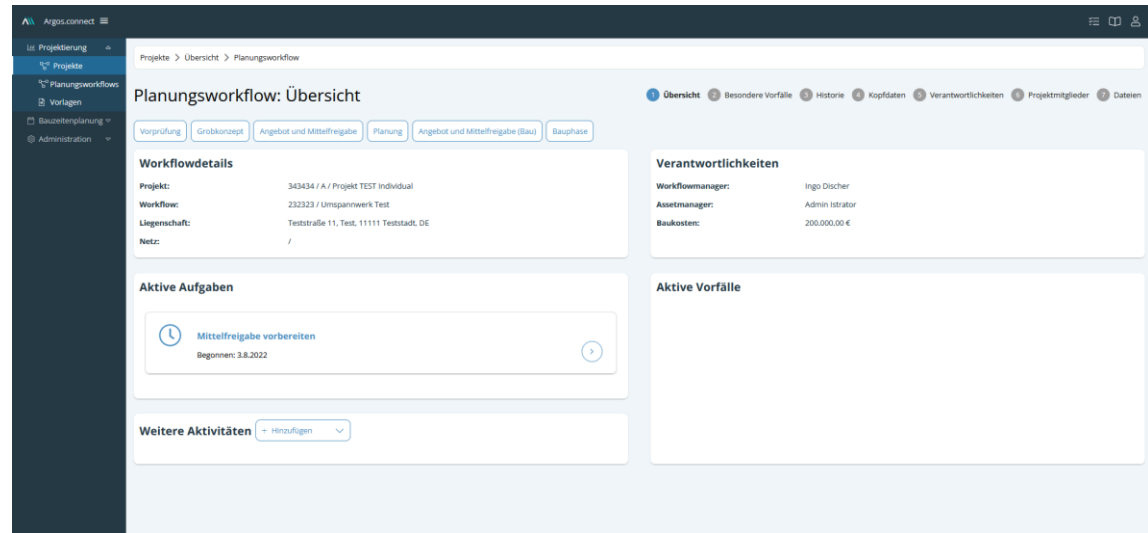 Argos.connect
Projektierung
Projekte
Planungsworkflows
Vorlagen
Bauzeitenplanung
Administration
Projekte > Übersicht > Planungsworkflow
Planungsworkflow: Übersicht
1 Übersicht 2 Besondere Vorfälle 3 Historie 4 Kopfdaten 5 Verantwortlichkeiten 6 Projektmitglieder 7 Dateien
Vorprüfung Grobkonzept Angebot und Mittelfreigabe Planung Angebot und Mittelfreigabe (Bau) Bauphase
Workflowdetails
Projekt: 343434 / A / Projekt TEST Individual
Workflow: 232323 / Umspannwerk Test
Liegenschaft: Teststraße 11, Test, 11111 Teststadt, DE
Netz: /
Verantwortlichkeiten
Workflowmanager: Ingo Discher
Assetmanager: Admin Istrator
Baukosten: 200.000,00 €
Aktive Aufgaben
Mittelfreigabe vorbereiten
Begonnen: 3.8.2022
Aktive Vorfälle
Weitere Aktivitäten + Hinzufügen